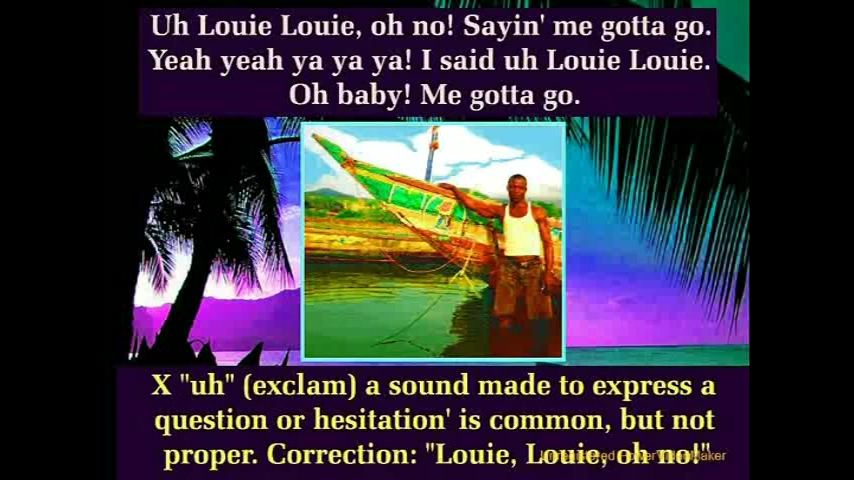 Uh Louie Louie, oh no! Sayin' me gotta go.
Yeah yeah ya ya ya! I said uh Louie Louie.
Oh baby! Me gotta go.
X "uh" (exclam) a sound made to express a
question or hesitation' is common, but not
proper. Correction: "Louie, Louie, oh no!"
Unregistered PowerVideoMaker